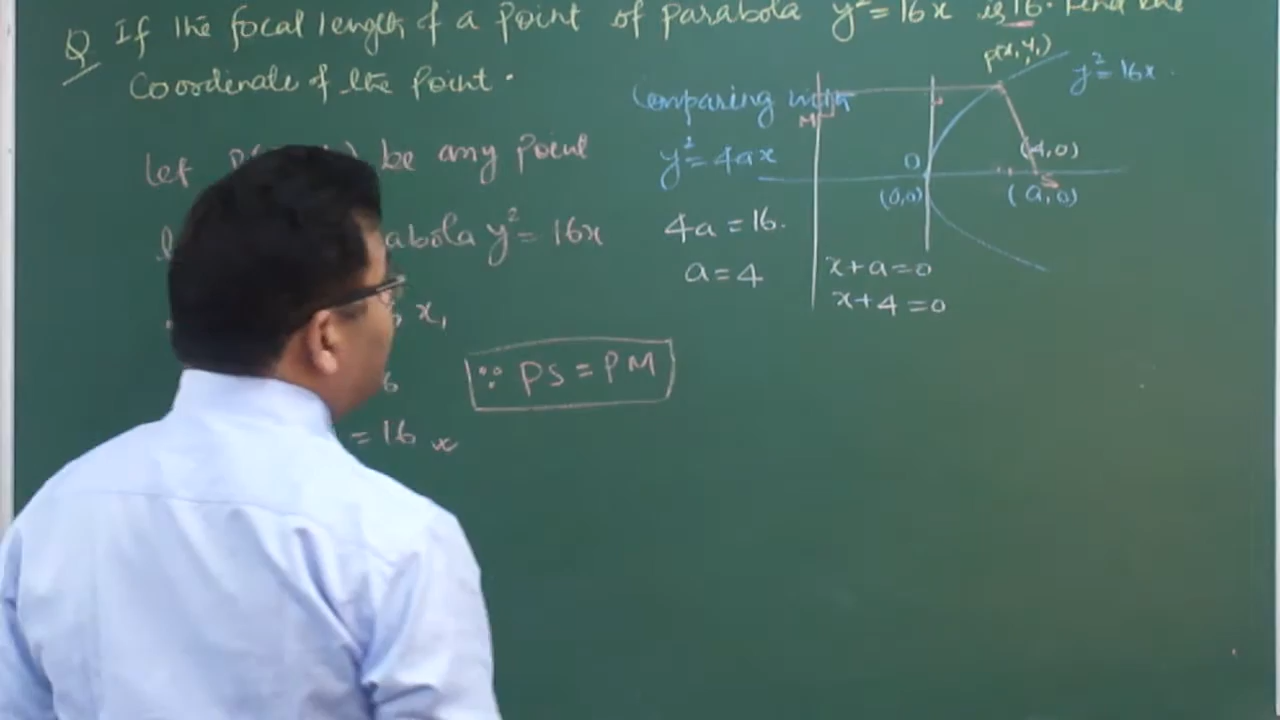 Q If the focal length of a point of parabola y² = 16x is 16. Find the
Coordenate of the Point.
let be any Point
abola y² = 16x
x₁
= 16 x
∵ PS = PM
Comparing with
y² = 4ax
4a = 16.
a = 4
P(x₁, y₁)
y² = 16x.
M
O
(0,0)
(4,0)
S
(a,0)
x+a=0
x+4=0